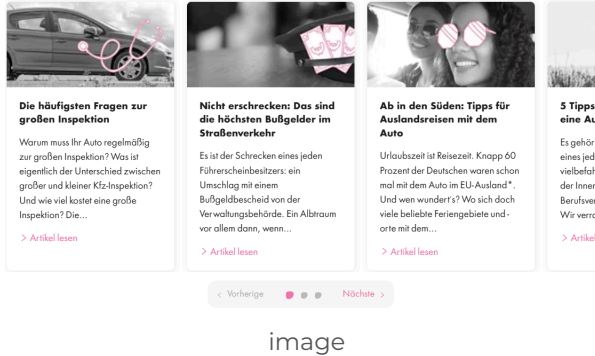 Die häufigsten Fragen zur
großen Inspektion
Warum muss Ihr Auto regelmäßig
zur großen Inspektion? Was ist
eigentlich der Unterschied zwischen
großer und kleiner Kfz-Inspektion?
Und wie viel kostet eine große
Inspektion? Die...
> Artikel lesen
Nicht erschrecken: Das sind
die höchsten Bußgelder im
Straßenverkehr
Es ist der Schrecken eines jeden
Führerscheinbesitzers: ein
Umschlag mit einem
Bußgeldbescheid von der
Verwaltungsbehörde. Ein Albtraum
vor allem dann, wenn...
> Artikel lesen
Ab in den Süden: Tipps für
Auslandsreisen mit dem
Auto
Urlaubszeit ist Reisezeit. Knapp 60
Prozent der Deutschen waren schon
mal mit dem Auto im EU-Ausland*.
Und wen wundert's? Wo sich doch
viele beliebte Feriengebiete und -
orte mit dem...
> Artikel lesen
5 Tipps
eine Au
Es gehör
eines jed
vielbefah
der Inner
Berufsver
Wir verra
> Artikel
< Vorherige
Nächste >
image